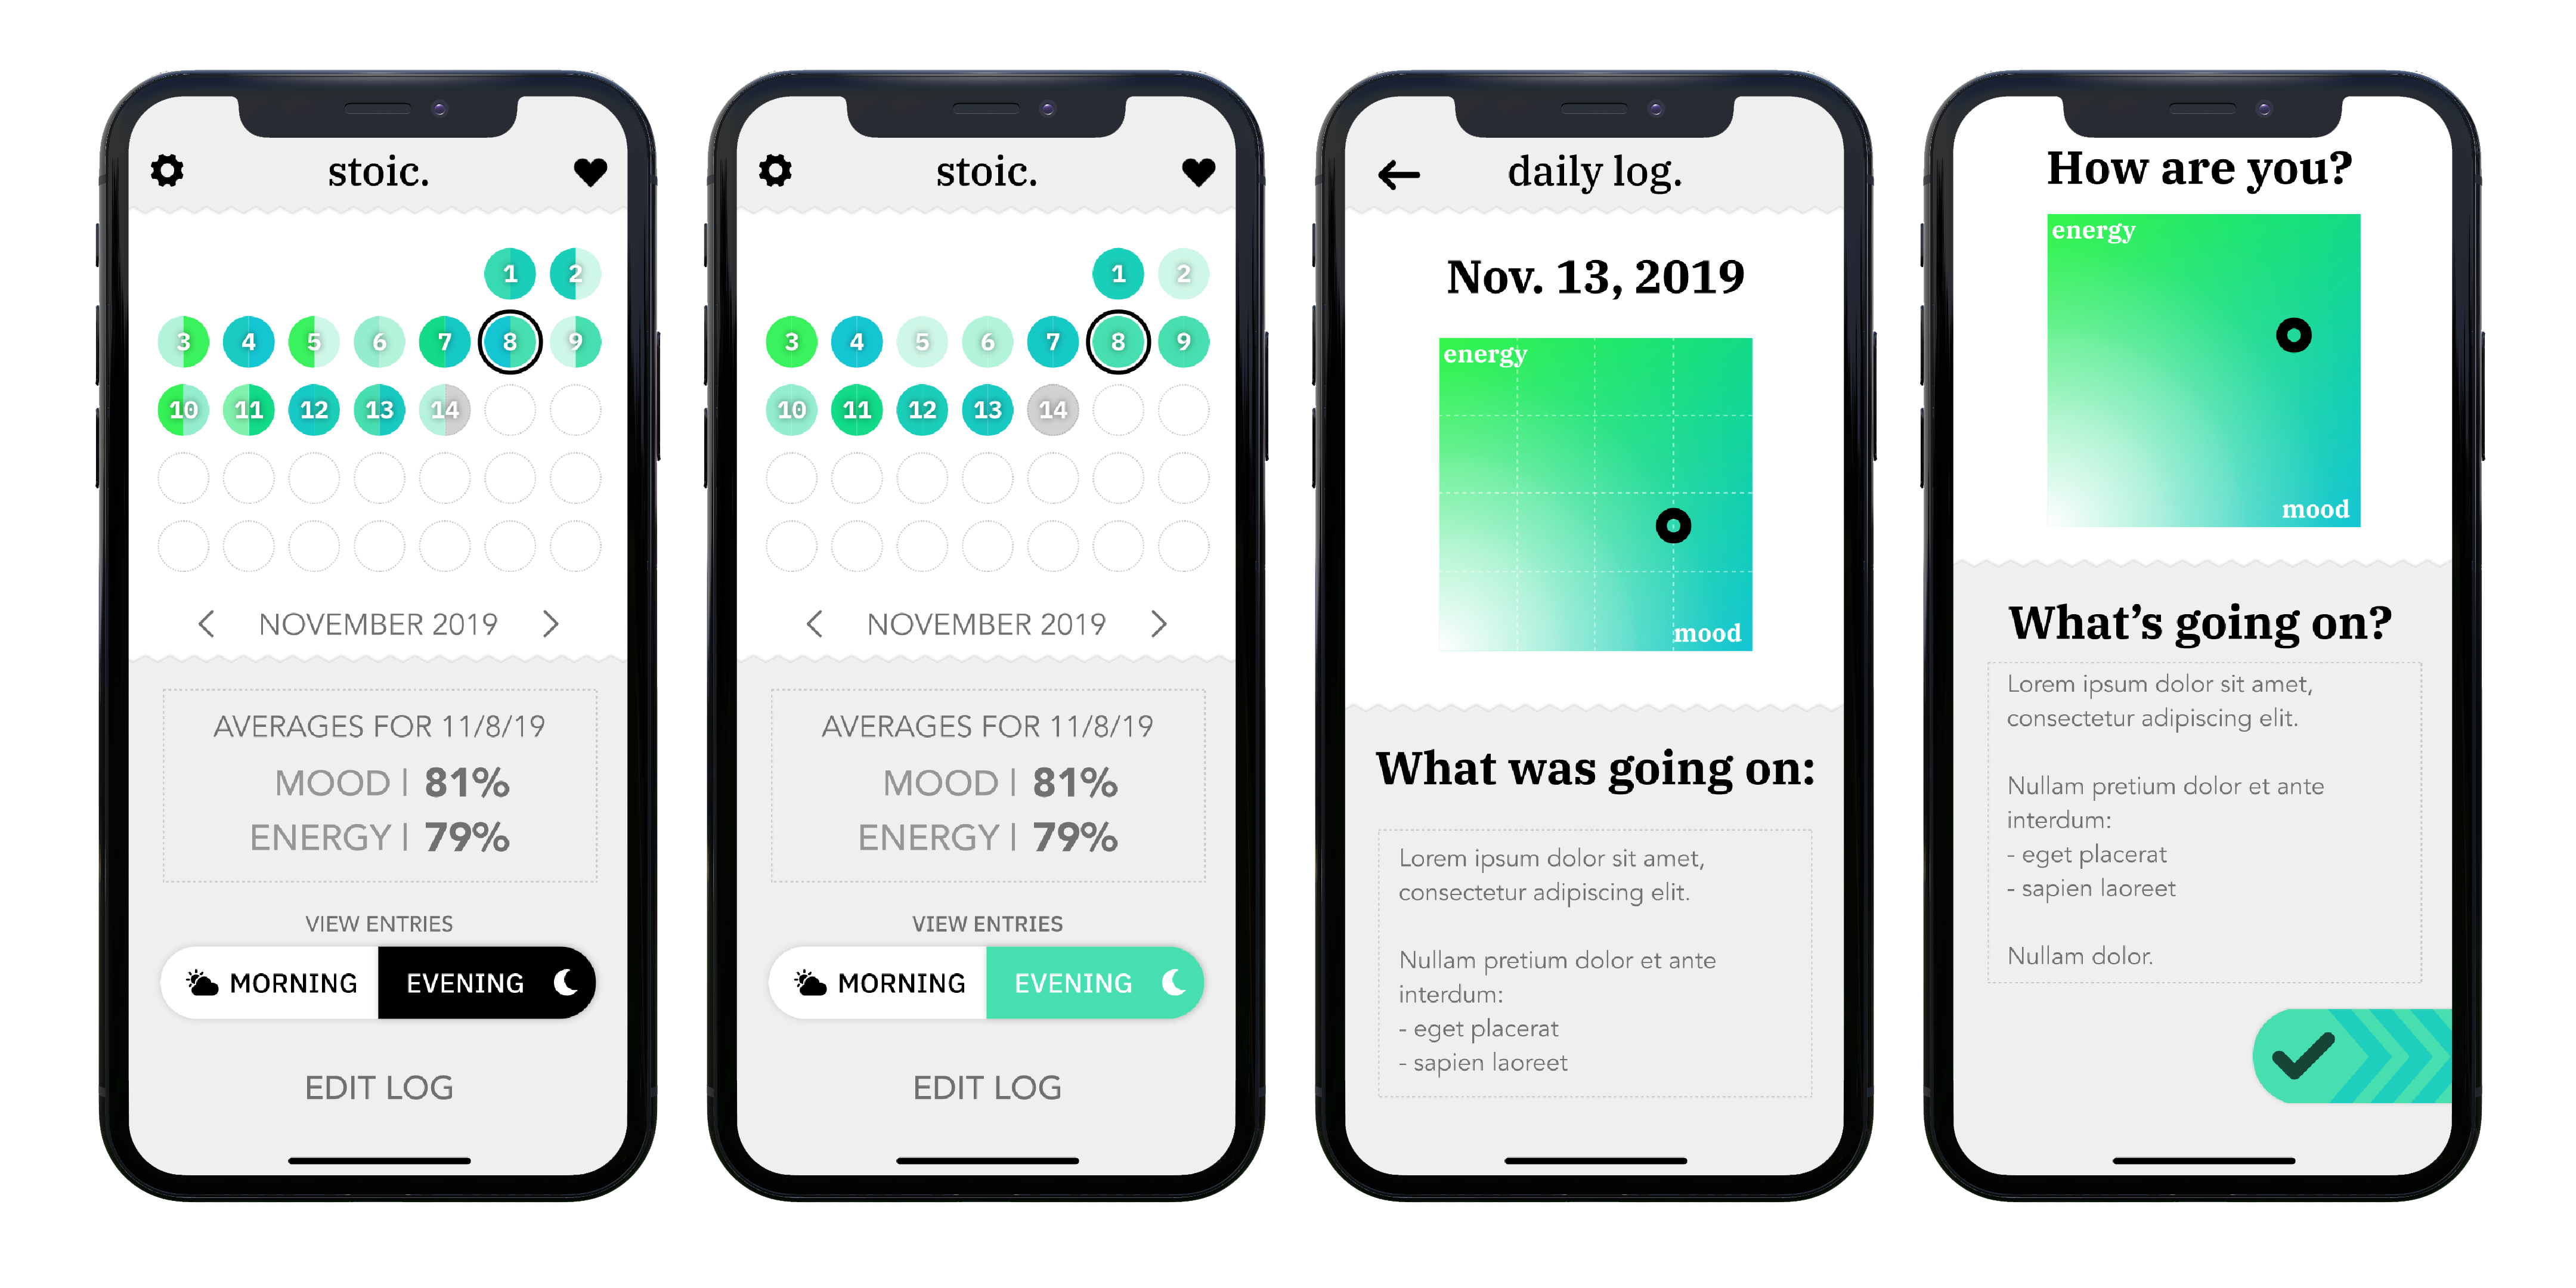 stoic.
1 2
3 4 5 6 7 8 9
10 11 12 13 14
NOVEMBER 2019
AVERAGES FOR 11/8/19
MOOD | 81%
ENERGY | 79%
VIEW ENTRIES
MORNING EVENING
EDIT LOG
stoic.
1 2
3 4 5 6 7 8 9
10 11 12 13 14
NOVEMBER 2019
AVERAGES FOR 11/8/19
MOOD | 81%
ENERGY | 79%
VIEW ENTRIES
MORNING EVENING
EDIT LOG
daily log.
Nov. 13, 2019
energy
mood
What was going on:
Lorem ipsum dolor sit amet,
consectetur adipiscing elit.
Nullam pretium dolor et ante
interdum:
- eget placerat
- sapien laoreet
How are you?
energy
mood
What’s going on?
Lorem ipsum dolor sit amet,
consectetur adipiscing elit.
Nullam pretium dolor et ante
interdum:
- eget placerat
- sapien laoreet
Nullam dolor.